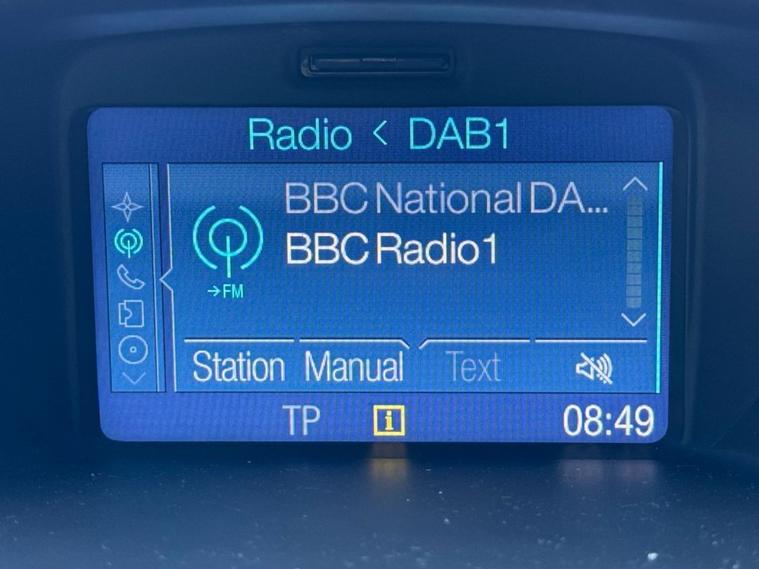 Radio < DAB1
BBC National DA...
BBC Radio1
→FM
Station Manual Text
TP i 08:49